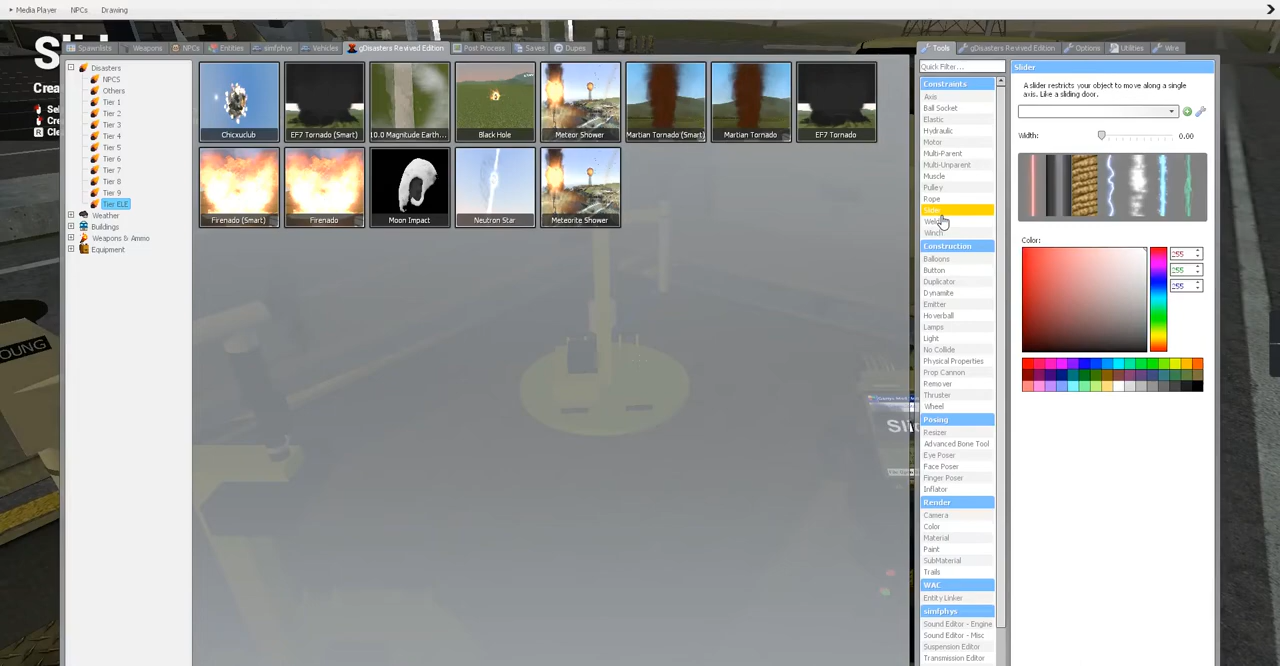 Media Player NPCs Drawing
Spawnlists Weapons NPCs Entities simfphys Vehicles gDisasters Revived Edition Post Process Saves Dupes
Tools gDisasters Revived Edition Options Utilities Wire
Disasters
NPCS
Others
Tier 1
Tier 2
Tier 3
Tier 4
Tier 5
Tier 6
Tier 7
Tier 8
Tier 9
Tier ELE
Weather
Buildings
Weapons & Ammo
Equipment
Chicxuclub
EF7 Tornado (Smart)
10.0 Magnitude Earth...
Black Hole
Meteor Shower
Martian Tornado (Smart)
Martian Tornado
EF7 Tornado
Firenado (Smart)
Firenado
Moon Impact
Neutron Star
Meteorite Shower
YOUNG
Quick Filter...
Constraints
Axis
Ball Socket
Elastic
Hydraulic
Motor
Multi-Parent
Multi-Unparent
Muscle
Pulley
Rope
Slider
Weld
Winch
Construction
Balloons
Button
Duplicator
Dynamite
Emitter
Hoverball
Lamps
Light
No Collide
Physical Properties
Prop Cannon
Remover
Thruster
Wheel
Posing
Resizer
Advanced Bone Tool
Eye Poser
Face Poser
Finger Poser
Inflator
Render
Camera
Color
Material
Paint
SubMaterial
Trails
WAC
Entity Linker
simfphys
Sound Editor - Engine
Sound Editor - Misc
Suspension Editor
Transmission Editor
Slider
A slider restricts your object to move along a single
axis. Like a sliding door.
Width: 0.00
Color:
255
255
255